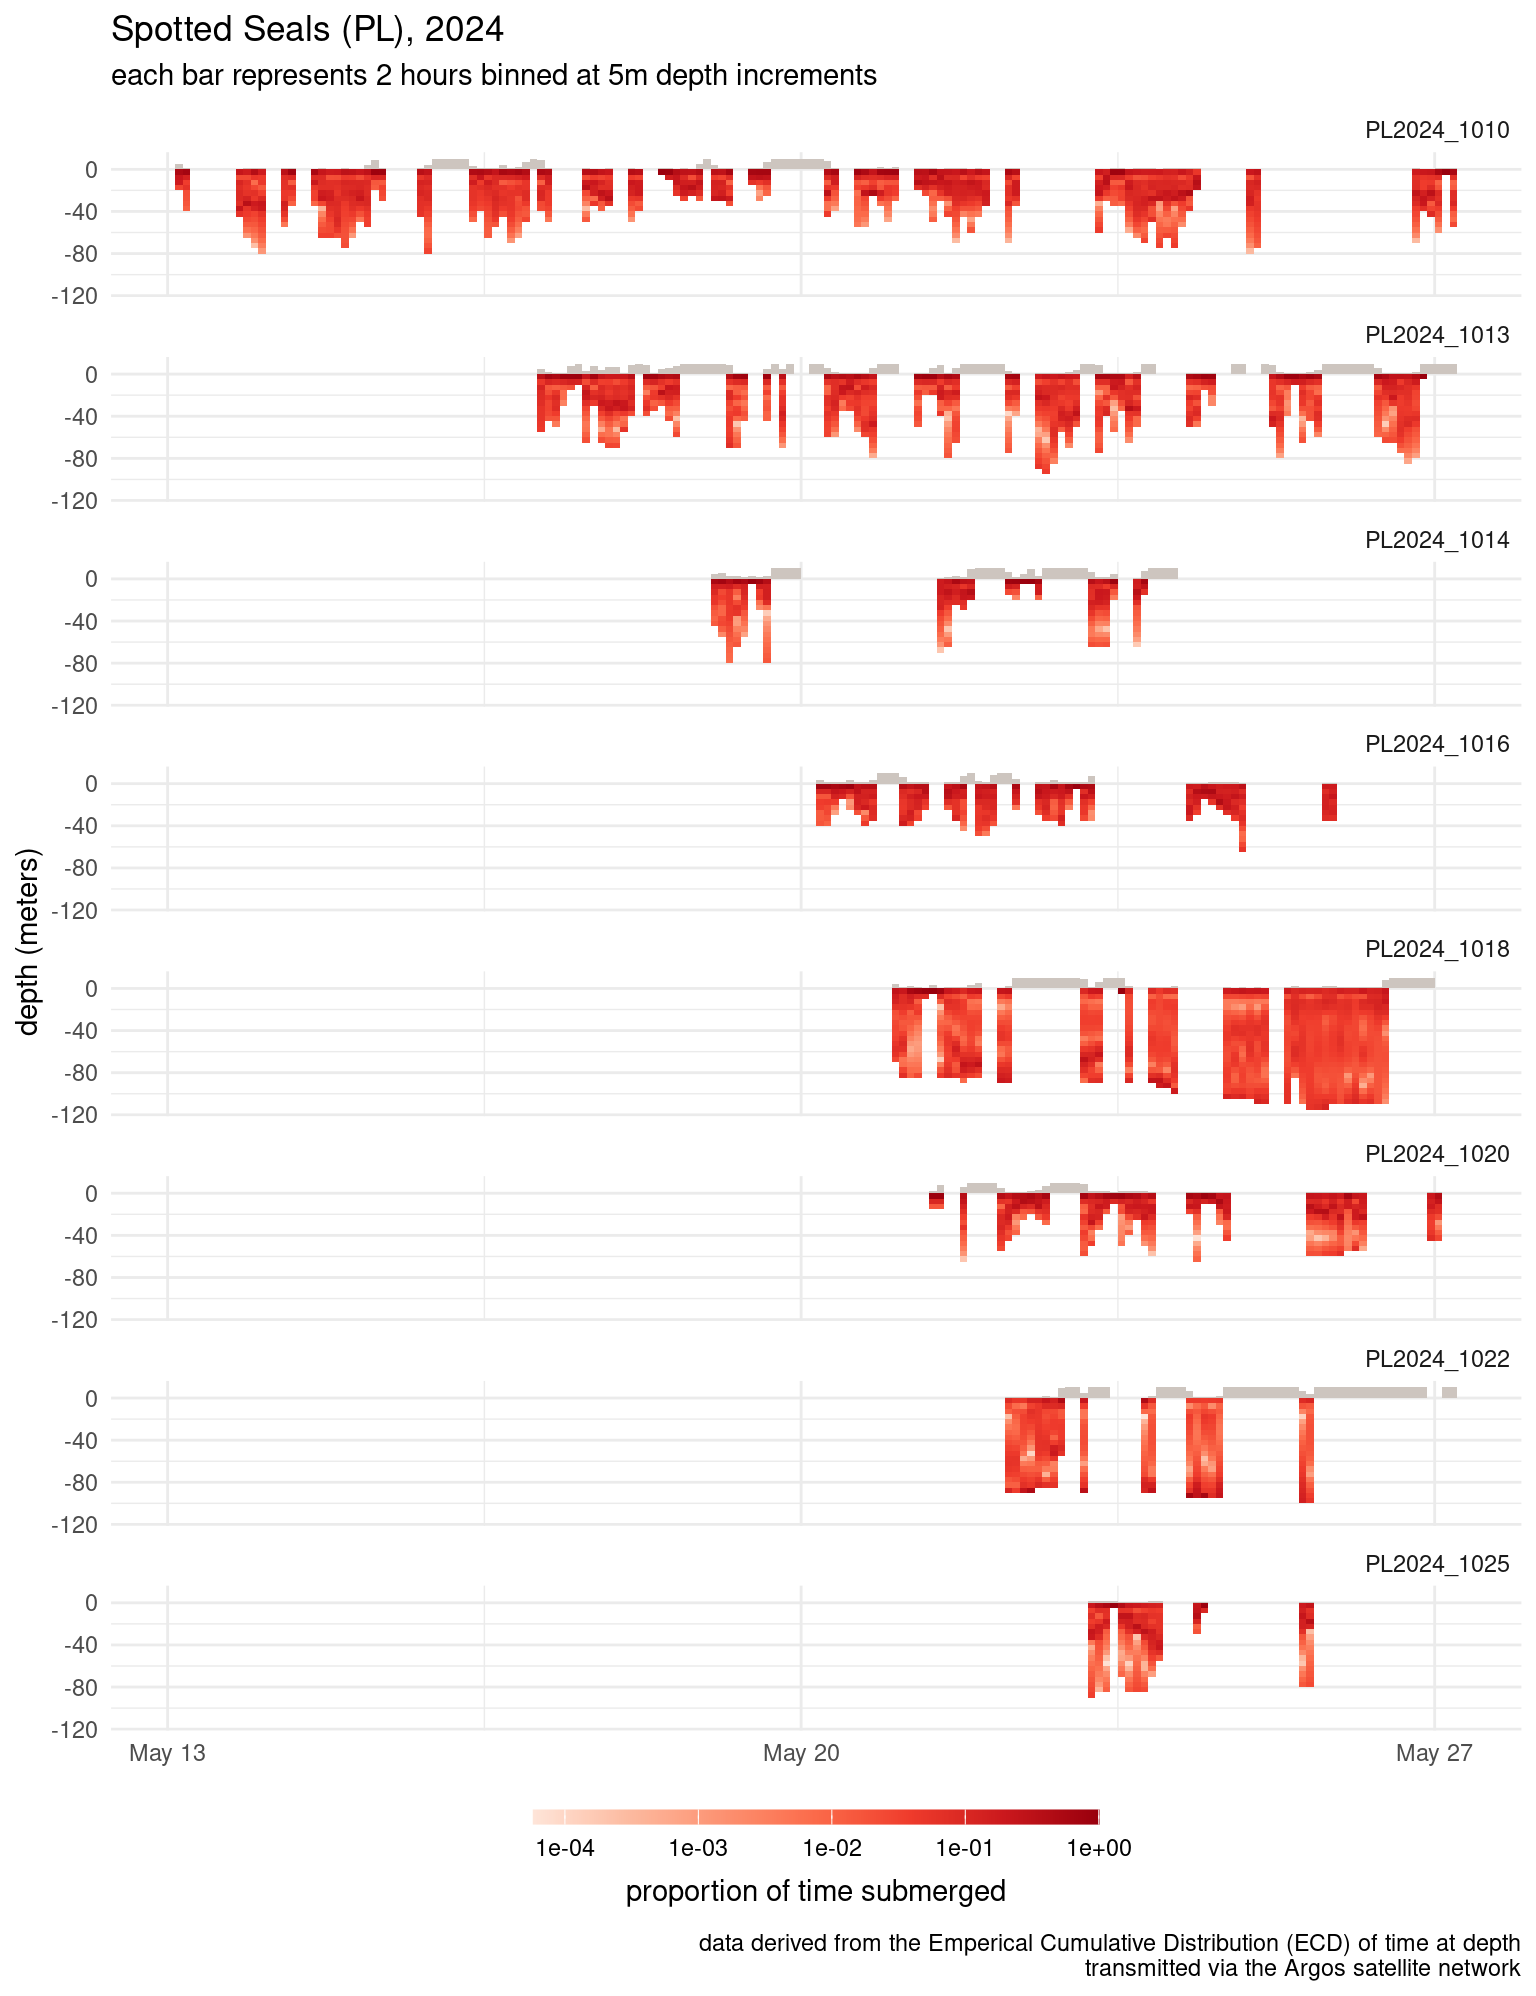 Spotted Seals (PL), 2024
each bar represents 2 hours binned at 5m depth increments
PL2024_1010
0
-40
-80
-120
PL2024_1013
0
-40
-80
-120
PL2024_1014
0
-40
-80
-120
PL2024_1016
0
-40
-80
-120
depth (meters)
PL2024_1018
0
-40
-80
-120
PL2024_1020
0
-40
-80
-120
PL2024_1022
0
-40
-80
-120
PL2024_1025
0
-40
-80
-120
May 13 May 20 May 27
1e-04 1e-03 1e-02 1e-01 1e+00
proportion of time submerged
data derived from the Emperical Cumulative Distribution (ECD) of time at depth
transmitted via the Argos satellite network